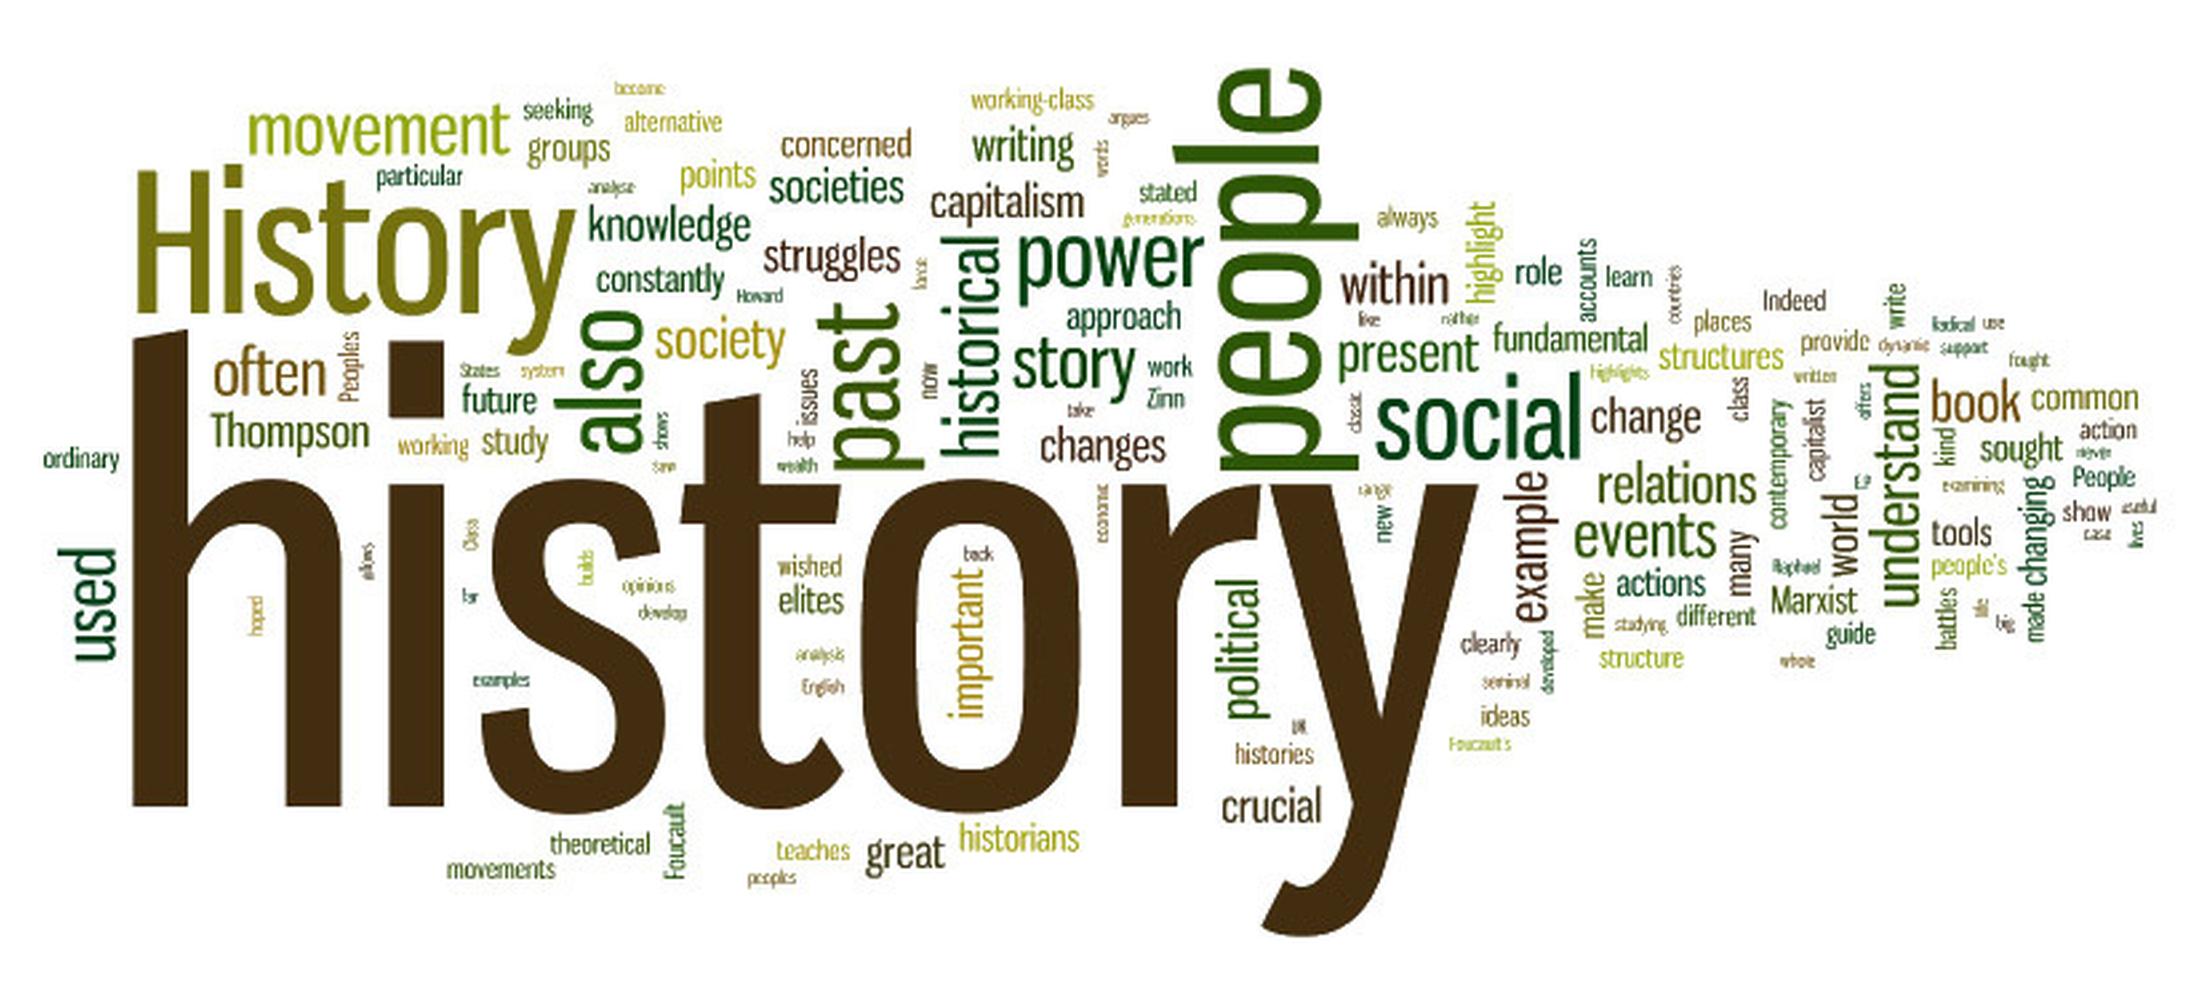 become
movement
seeking
alternative
groups
working-class
argues
concerned
writing
words
people
History
particular
analyse
points
societies
knowledge
capitalism
stated
generations
always
highlight
struggles
historical
power
constantly
Howard
within
role
accounts
learn
countries
Indeed
places
write
also
society
past
approach
like
rather
fundamental
present
structures
provide
dynamic
Radical
use
support
fought
often
Peoples
States
system
future
issues
now
story
work
Zinn
highlights
written
class
offers
understand
book
common
Thompson
working
study
shows
saw
help
wealth
take
changes
classic
social
change
contemporary
capitalist
kind
sought
action
never
ordinary
history
economic
range
new
example
relations
examining
People
changing
show
useful
case
lives
used
hoped
allows
Class
far
builds
opinions
develop
wished
elites
back
important
political
events
many
world
tools
people's
Raphael
make
actions
Marxist
studying
different
guide
battles
life
big
made
examples
analysis
English
clearly
developed
structure
whole
seminal
ideas
UK
histories
Foucault's
crucial
theoretical
Foucault
movements
teaches
great
historians
peoples